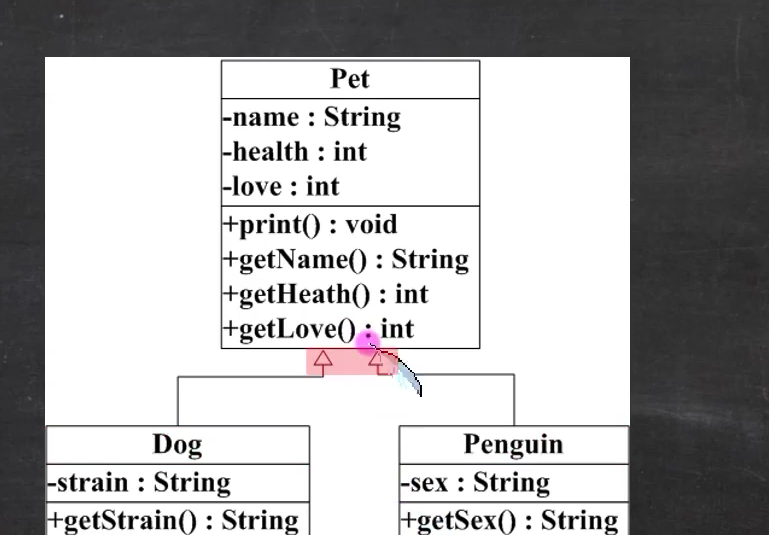 Pet
-name : String
-health : int
-love : int
+print() : void
+getName() : String
+getHeath() : int
+getLove() : int
Dog
-strain : String
+getStrain() : String
Penguin
-sex : String
+getSex() : String